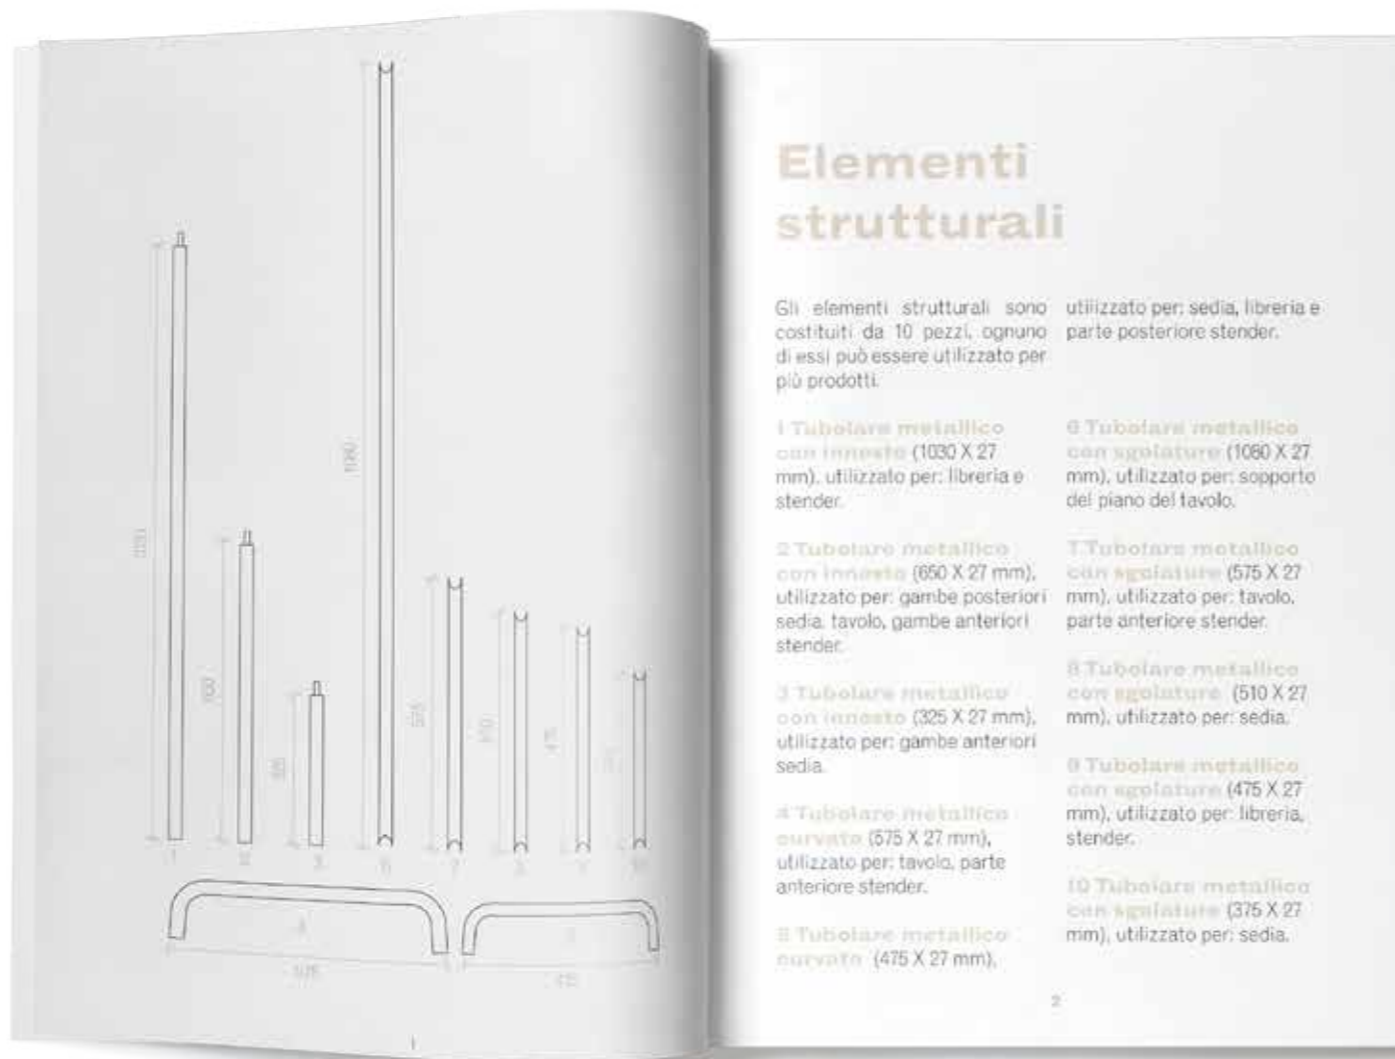 325
575
475
1
7
575
1
Elementi
strutturali
Gli elementi strutturali sono
costituiti da 10 pezzi, ognuno
di essi può essere utilizzato per
più prodotti.
1 Tubolare metallico
con innesto (1030 X 27
mm), utilizzato per: libreria e
stender.
2 Tubolare metallico
con innesto (650 X 27 mm),
utilizzato per: gambe posteriori
sedia, tavolo, gambe anteriori
stender.
3 Tubolare metallico
con innesto (325 X 27 mm),
utilizzato per: gambe anteriori
sedia.
4 Tubolare metallico
curvato (575 X 27 mm),
utilizzato per: tavolo, parte
anteriore stender.
5 Tubolare metallico
curvato (475 X 27 mm),
utilizzato per: sedia, libreria e
parte posteriore stender.
6 Tubolare metallico
con sgolature (1080 X 27
mm), utilizzato per: sopporto
del piano del tavolo.
7 Tubolare metallico
con sgolature (575 X 27
mm), utilizzato per: tavolo,
parte anteriore stender.
8 Tubolare metallico
con sgolature (510 X 27
mm), utilizzato per: sedia.
9 Tubolare metallico
con sgolature (475 X 27
mm), utilizzato per: libreria,
stender.
10 Tubolare metallico
con sgolature (375 X 27
mm), utilizzato per: sedia.
2